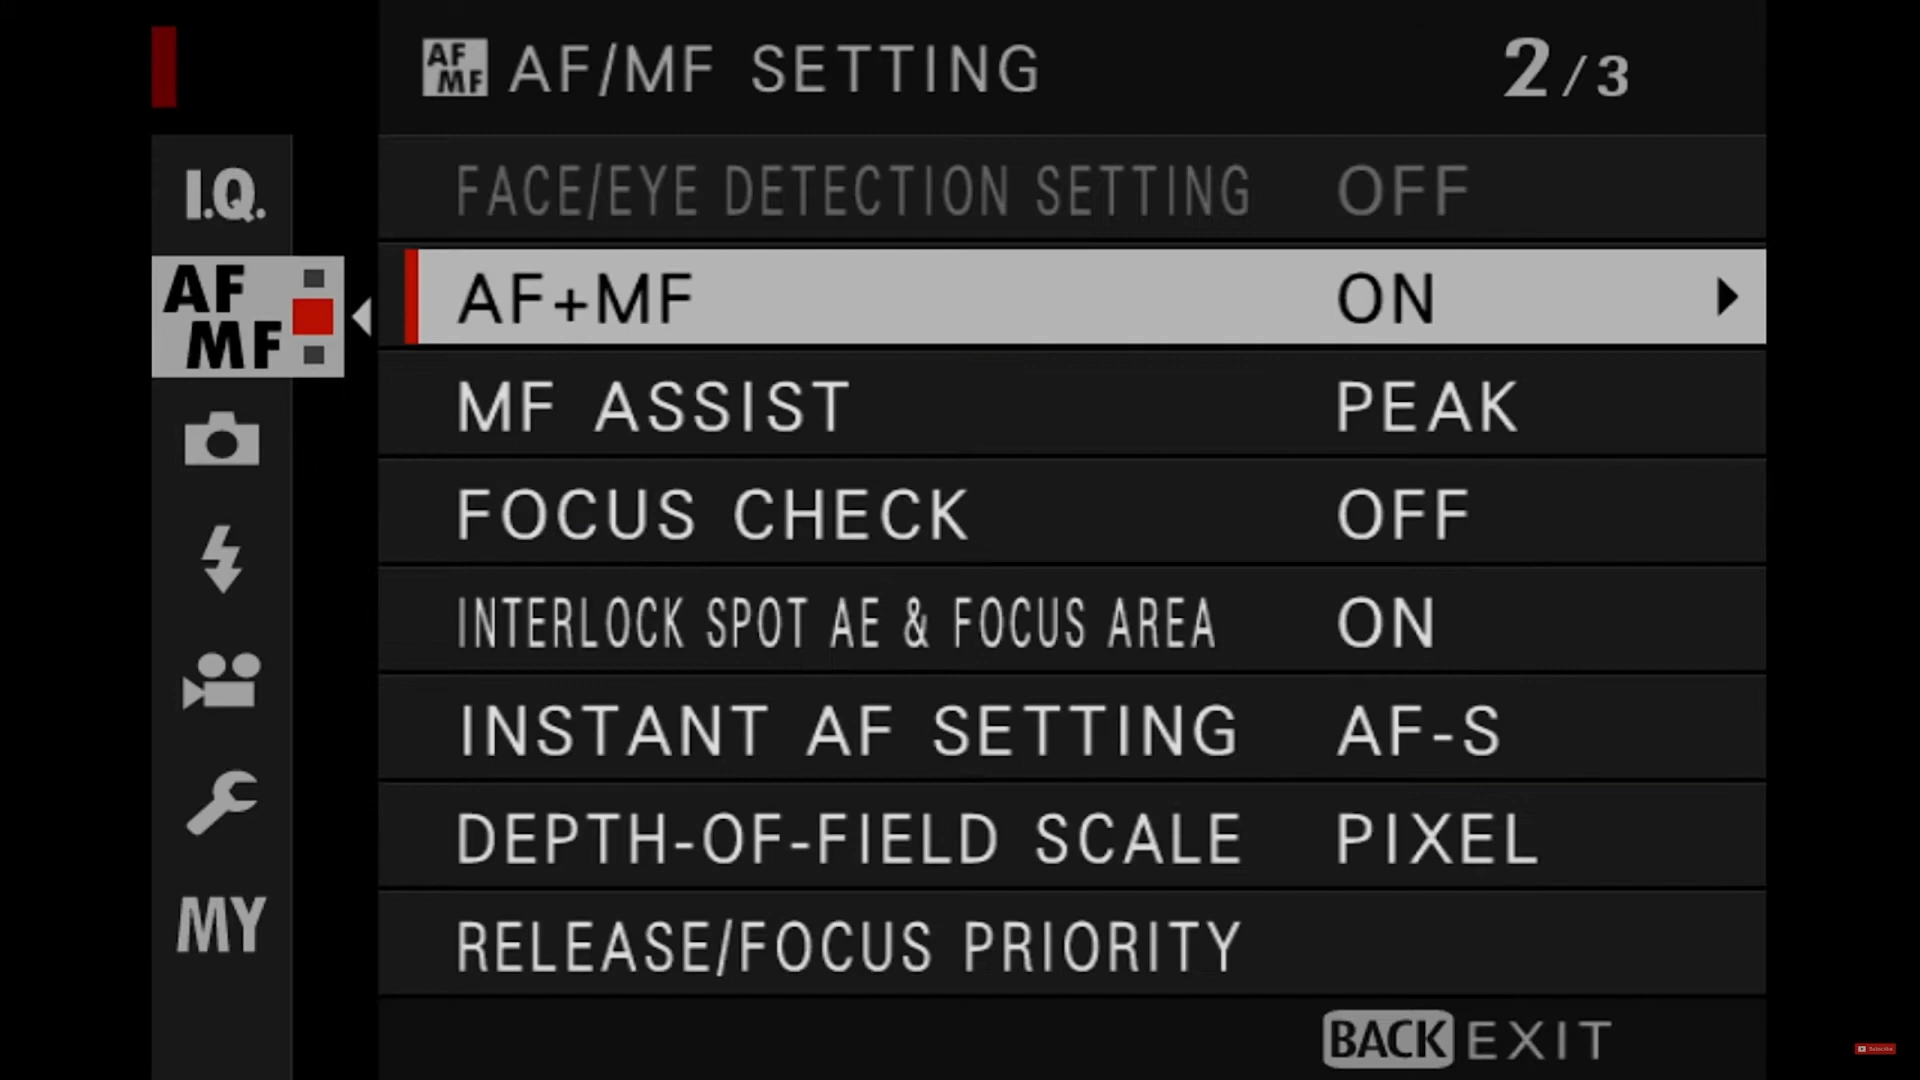 AF MF AF/MF SETTING 2/3
I.Q.
FACE/EYE DETECTION SETTING OFF
AF MF
AF+MF ON
MF ASSIST PEAK
FOCUS CHECK OFF
INTERLOCK SPOT AE & FOCUS AREA ON
INSTANT AF SETTING AF-S
DEPTH-OF-FIELD SCALE PIXEL
MY
RELEASE/FOCUS PRIORITY
BACK EXIT
Subscribe